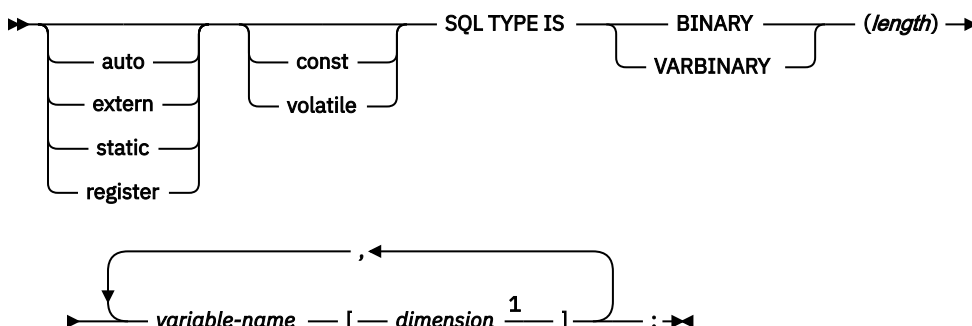 SQL TYPE IS BINARY (length)
auto const VARBINARY
extern volatile
static
register
,
variable-name [ dimension 1 ] ;